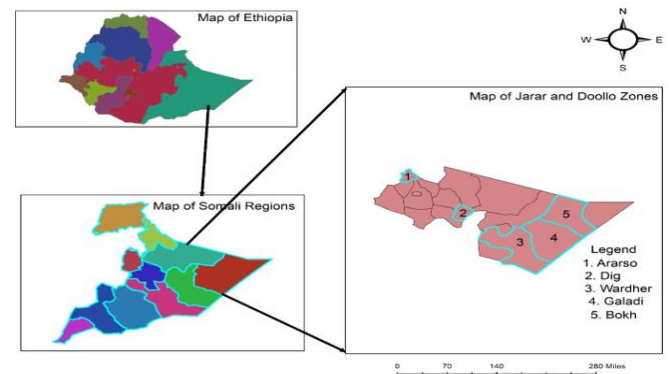 Map of Ethiopia
N
W E
S
Map of Jarar and Doollo Zones
Map of Somali Regions
1
2
5
3
4
Legend
1. Ararso
2. Dig
3. Wardher
4. Galadi
5. Bokh
0 70 140 280 Miles